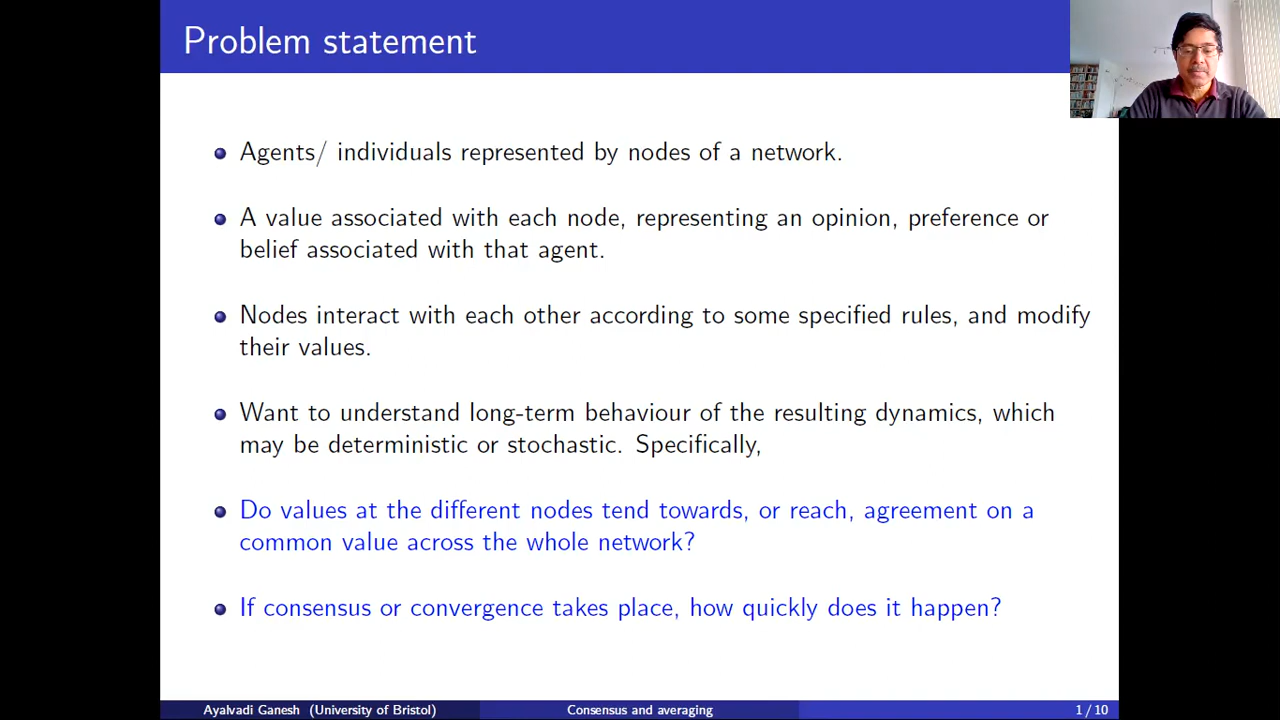 Problem statement
Agents/ individuals represented by nodes of a network.
A value associated with each node, representing an opinion, preference or
belief associated with that agent.
Nodes interact with each other according to some specified rules, and modify
their values.
Want to understand long-term behaviour of the resulting dynamics, which
may be deterministic or stochastic. Specifically,
Do values at the different nodes tend towards, or reach, agreement on a
common value across the whole network?
If consensus or convergence takes place, how quickly does it happen?
Ayalvadi Ganesh (University of Bristol) Consensus and averaging 1 / 10